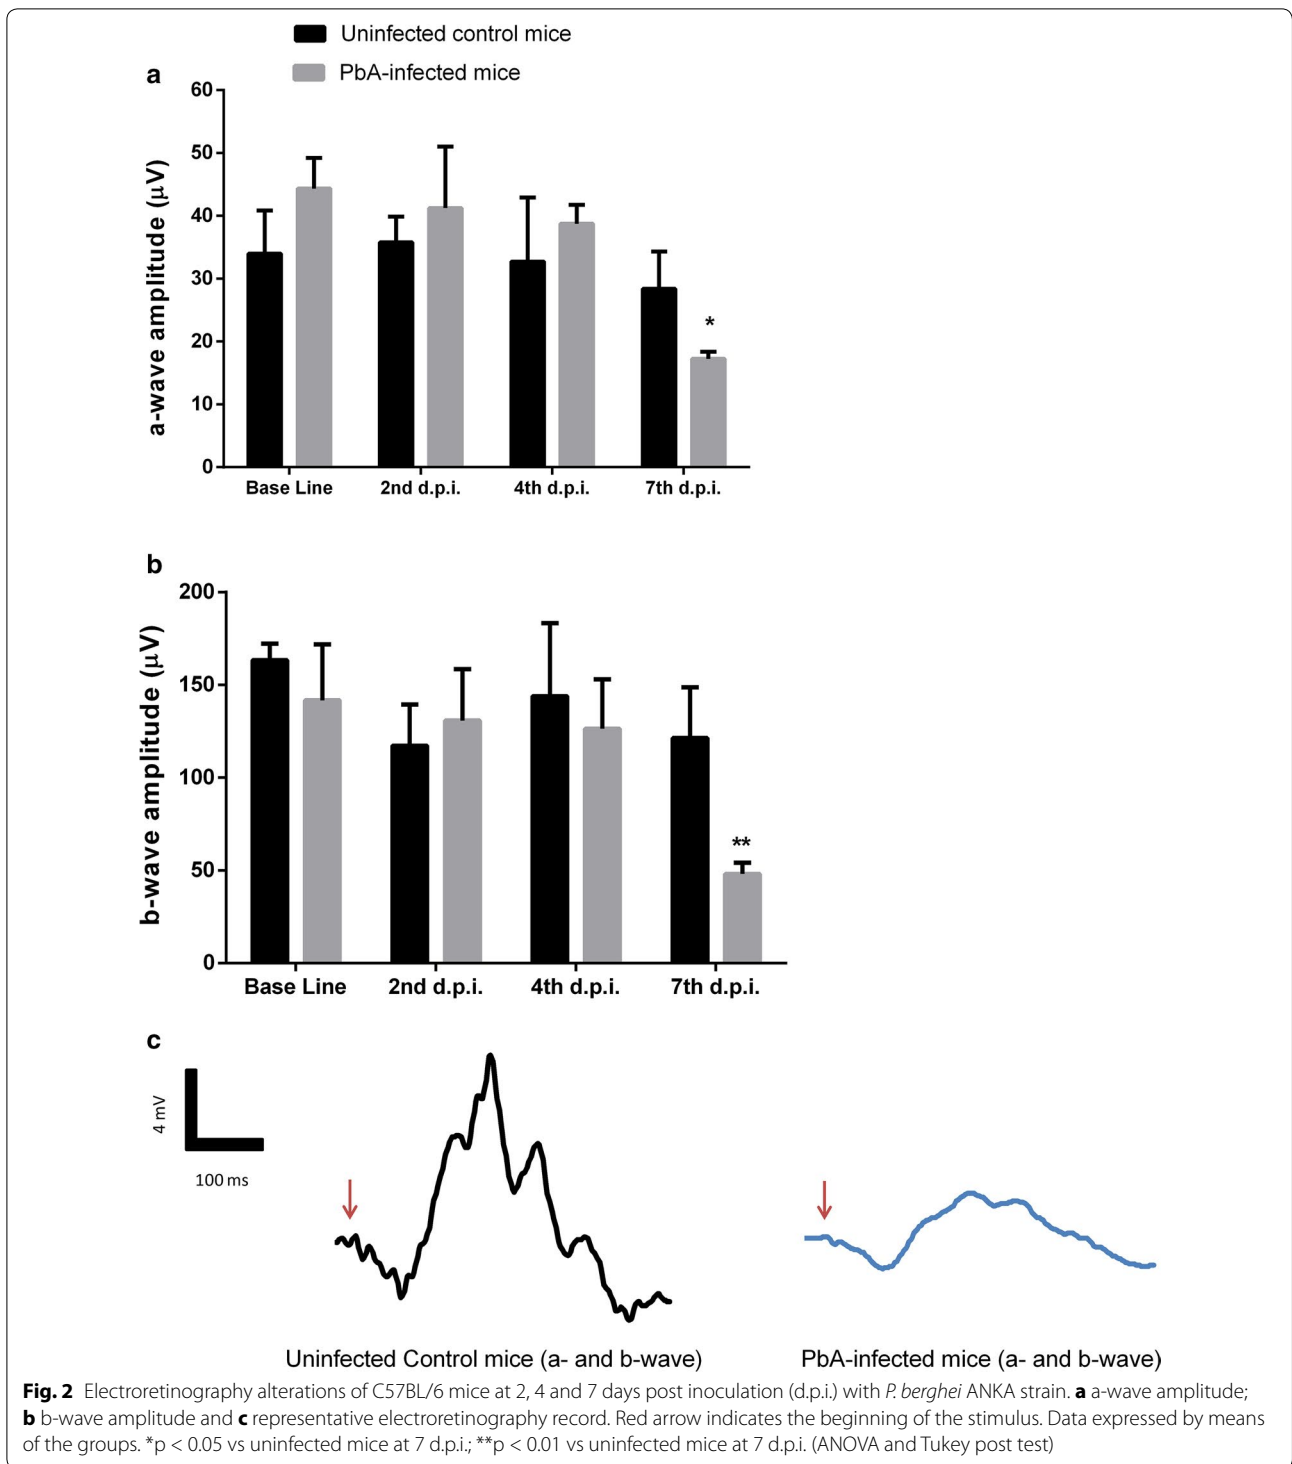 Uninfected control mice
PbA-infected mice
a
60
50
40
30
20
10
0
a-wave amplitude (µV)
Base Line 2nd d.p.i. 4th d.p.i. 7th d.p.i.
*
b
200
150
100
50
0
b-wave amplitude (µV)
Base Line 2nd d.p.i. 4th d.p.i. 7th d.p.i.
**
c
4 mV
100 ms
Uninfected Control mice (a- and b-wave) PbA-infected mice (a- and b-wave)
Fig. 2 Electroretinography alterations of C57BL/6 mice at 2, 4 and 7 days post inoculation (d.p.i.) with P. berghei ANKA strain. a a-wave amplitude;
b b-wave amplitude and c representative electroretinography record. Red arrow indicates the beginning of the stimulus. Data expressed by means
of the groups. *p < 0.05 vs uninfected mice at 7 d.p.i.; **p < 0.01 vs uninfected mice at 7 d.p.i. (ANOVA and Tukey post test)